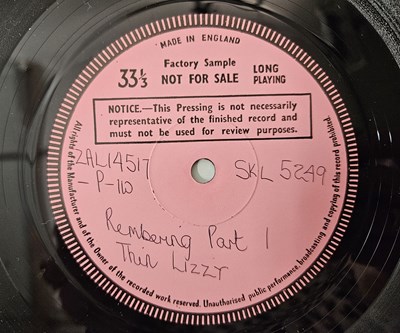 MADE IN ENGLAND
Factory Sample
33⅓ NOT FOR SALE LONG PLAYING
NOTICE.—This Pressing is not necessarily
representative of the finished record and
must not be used for review purposes.
ZAL14517
-P-110
SKL 5249
Rembering Part 1
Thin LIZZY
All rights of the Manufacturer and of the Owner of the recorded work reserved. Unauthorised public performance, broadcasting and copying of this record prohibited.